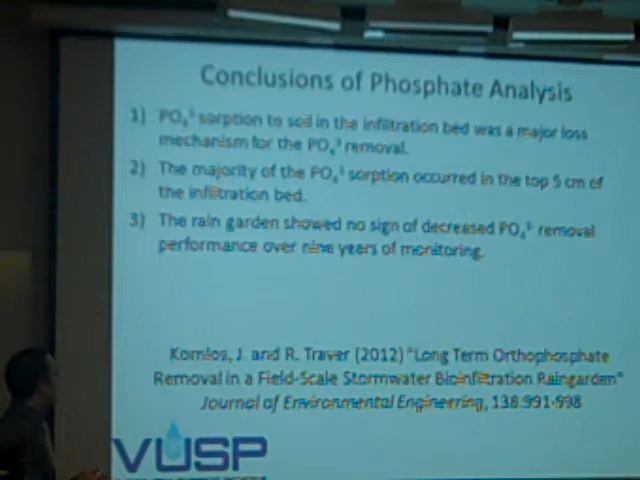 Conclusions of Phosphate Analysis
1) PO₄³⁻ sorption to soil in the infiltration bed was a major loss
mechanism for the PO₄³⁻ removal.
2) The majority of the PO₄³⁻ sorption occurred in the top 5 cm of
the infiltration bed.
3) The rain garden showed no sign of decreased PO₄³⁻ removal
performance over nine years of monitoring.
Komlos, J. and R. Traver (2012) "Long Term Orthophosphate
Removal in a Field-Scale Stormwater Bioinfiltration Raingarden"
Journal of Environmental Engineering, 138:991-998
VUSP